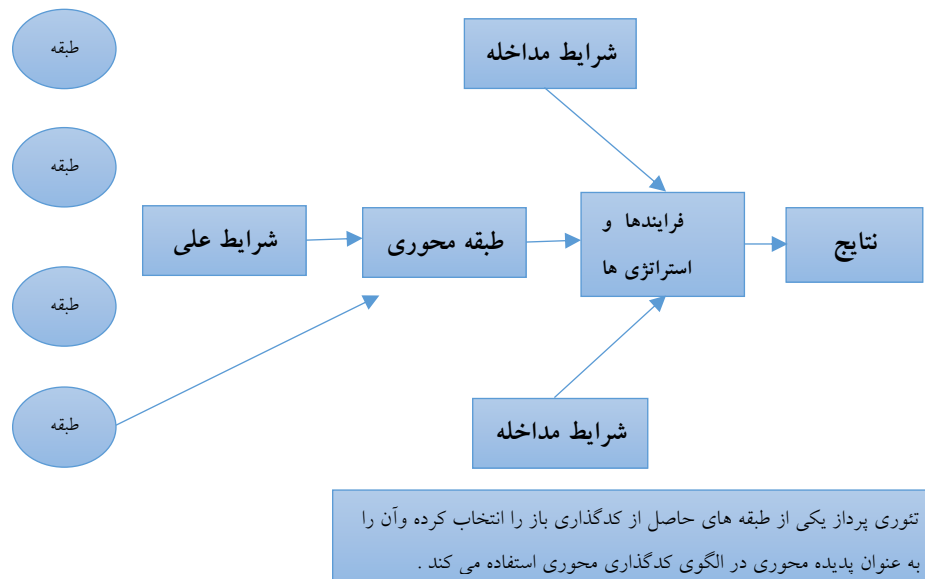 طبقه
شرایط مداخله
طبقه
شرایط علی
طبقه محوری
فرایندها و
استراتژی ها
نتایج
طبقه
طبقه
شرایط مداخله
تئوری پرداز یکی از طبقه های حاصل از کدگذاری باز را انتخاب کرده وآن را
به عنوان پدیده محوری در الگوی کدگذاری محوری استفاده می کند .